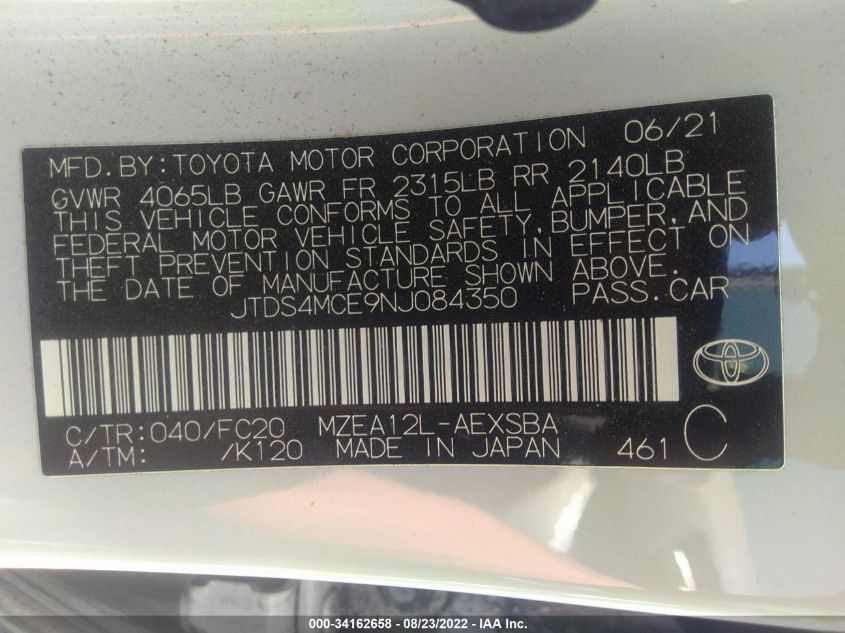 MFD. BY: TOYOTA MOTOR CORPORATION 06/21
GVWR 4065LB GAWR FR 2315LB RR 2140LB
THIS VEHICLE CONFORMS TO ALL APPLICABLE
FEDERAL MOTOR VEHICLE SAFETY, BUMPER, AND
THEFT PREVENTION STANDARDS IN EFFECT ON
THE DATE OF MANUFACTURE SHOWN ABOVE.
JTDS4MCE9NJ084350 PASS. CAR
C/TR: 040/FC20 MZEA12L-AEXSBA
A/TM: /K120 MADE IN JAPAN 461 C
000-34162658 - 08/23/2022 - IAA Inc.